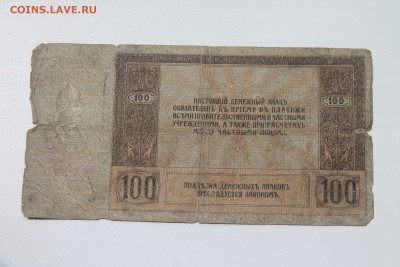 COINS.LAVE.RU
100
100
НАСТОЯЩІЙ ДЕНЕЖНЫЙ ЗНАКЪ
ОБЯЗАТЕЛЕНЪ КЪ ПРІЕМУ ВЪ ПЛАТЕЖИ
ВСѢМИ ПРАВИТЕЛЬСТВЕННЫМИ И ЧАСТНЫМИ
УЧРЕЖДЕНІЯМИ, А ТАКЖЕ ПРИ РАСЧЕТАХЪ
МЕЖДУ ЧАСТНЫМИ ЛИЦАМИ
100
ПОДДѢЛКА ДЕНЕЖНЫХЪ ЗНАКОВЪ
ПРЕСЛѢДУЕТСЯ ЗАКОНОМЪ.
100